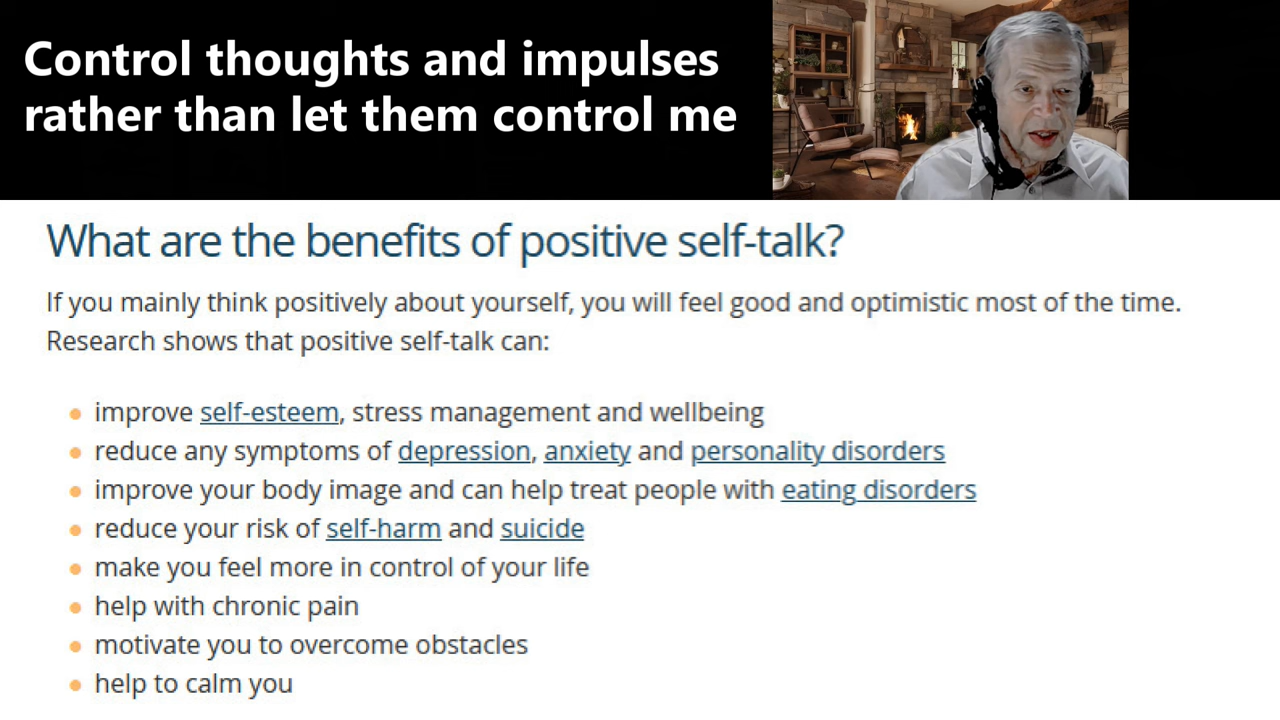 Control thoughts and impulses
rather than let them control me
What are the benefits of positive self-talk?
If you mainly think positively about yourself, you will feel good and optimistic most of the time.
Research shows that positive self-talk can:
improve self-esteem, stress management and wellbeing
reduce any symptoms of depression, anxiety and personality disorders
improve your body image and can help treat people with eating disorders
reduce your risk of self-harm and suicide
make you feel more in control of your life
help with chronic pain
motivate you to overcome obstacles
help to calm you